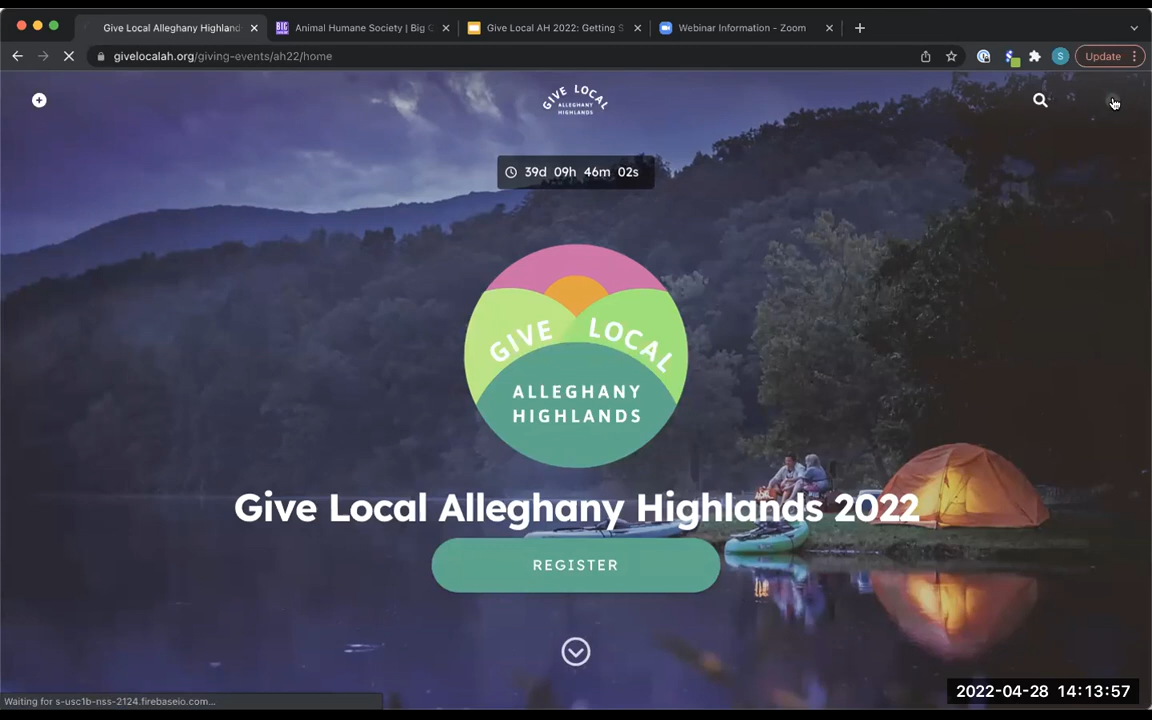 Give Local Alleghany Highland
Animal Humane Society | Big G
Give Local AH 2022: Getting S
Webinar Information - Zoom
givelocalah.org/giving-events/ah22/home
S
Update
GIVE LOCAL
ALLEGHANY
HIGHLANDS
39d 09h 46m 02s
GIVE LOCAL
ALLEGHANY
HIGHLANDS
Give Local Alleghany Highlands 2022
REGISTER
Waiting for s-usc1b-nss-2124.firebaseio.com...
2022-04-28 14:13:57